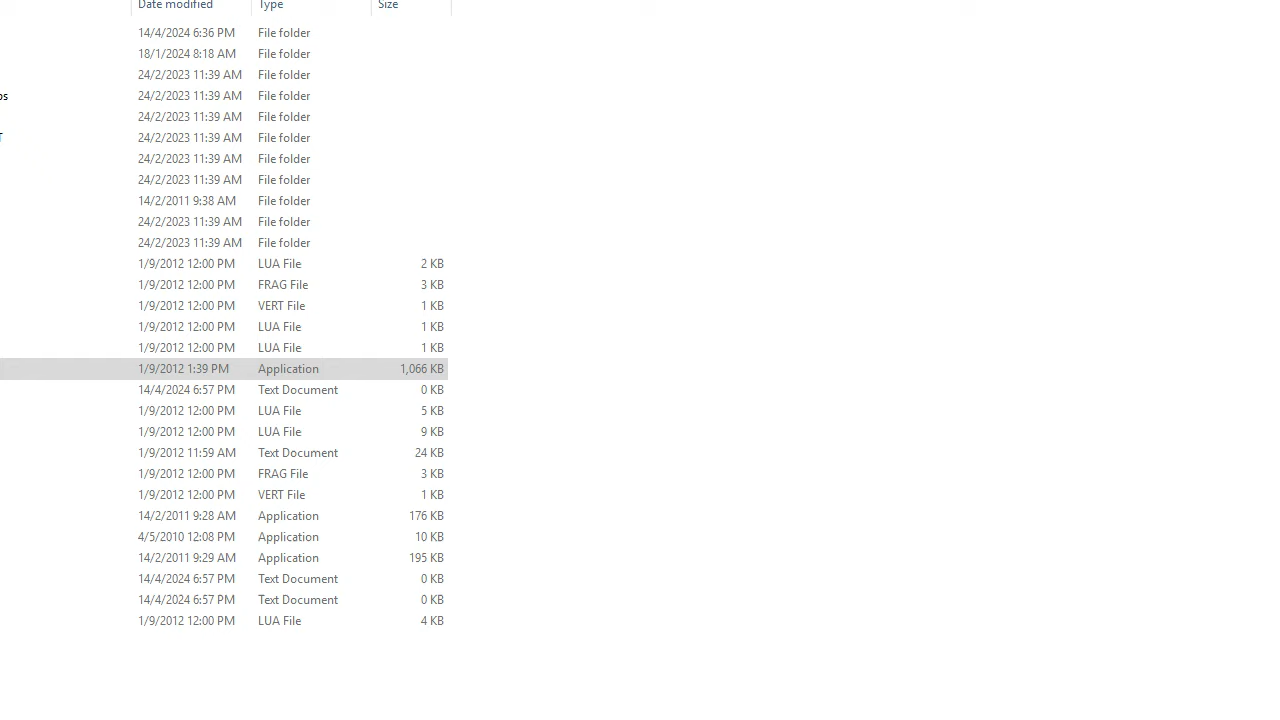 Date modified Type Size
14/4/2024 6:36 PM File folder
18/1/2024 8:18 AM File folder
24/2/2023 11:39 AM File folder
os 24/2/2023 11:39 AM File folder
24/2/2023 11:39 AM File folder
T 24/2/2023 11:39 AM File folder
24/2/2023 11:39 AM File folder
24/2/2023 11:39 AM File folder
14/2/2011 9:38 AM File folder
24/2/2023 11:39 AM File folder
24/2/2023 11:39 AM File folder
1/9/2012 12:00 PM LUA File 2 KB
1/9/2012 12:00 PM FRAG File 3 KB
1/9/2012 12:00 PM VERT File 1 KB
1/9/2012 12:00 PM LUA File 1 KB
1/9/2012 12:00 PM LUA File 1 KB
1/9/2012 1:39 PM Application 1,066 KB
14/4/2024 6:57 PM Text Document 0 KB
1/9/2012 12:00 PM LUA File 5 KB
1/9/2012 12:00 PM LUA File 9 KB
1/9/2012 11:59 AM Text Document 24 KB
1/9/2012 12:00 PM FRAG File 3 KB
1/9/2012 12:00 PM VERT File 1 KB
14/2/2011 9:28 AM Application 176 KB
4/5/2010 12:08 PM Application 10 KB
14/2/2011 9:29 AM Application 195 KB
14/4/2024 6:57 PM Text Document 0 KB
14/4/2024 6:57 PM Text Document 0 KB
1/9/2012 12:00 PM LUA File 4 KB